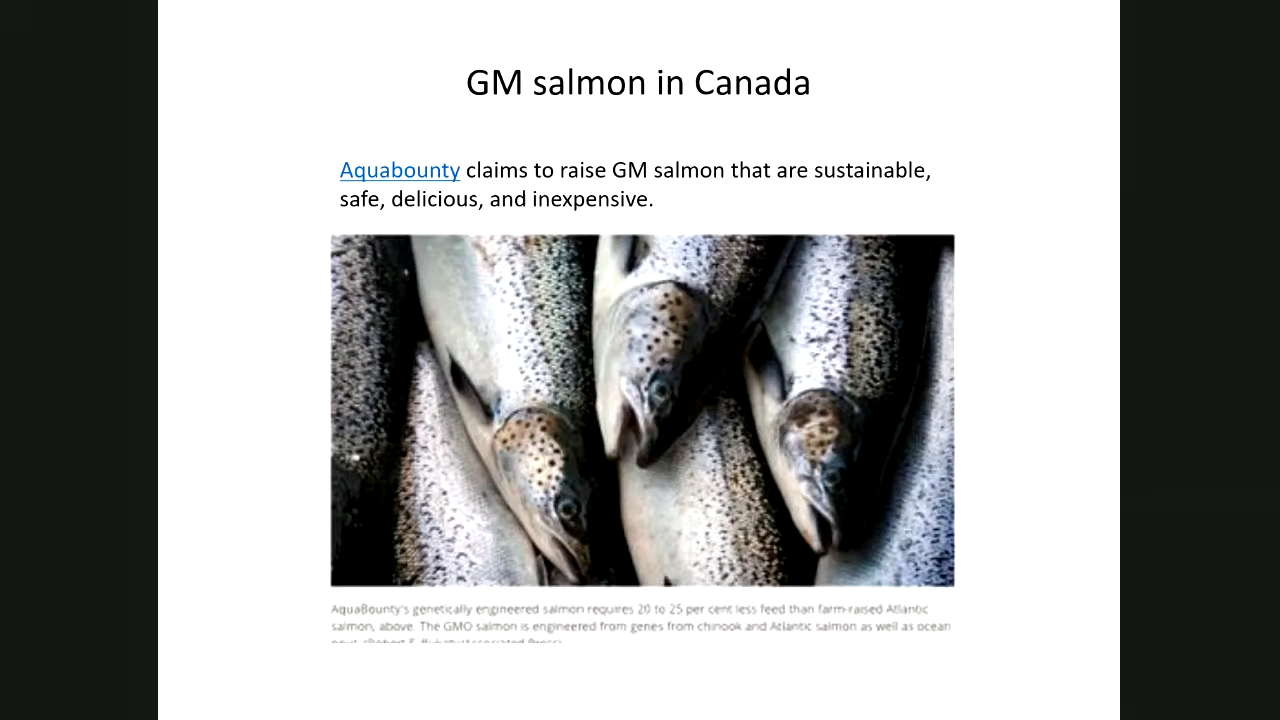 GM salmon in Canada
Aquabounty claims to raise GM salmon that are sustainable,
safe, delicious, and inexpensive.
AquaBounty's genetically engineered salmon requires 20 to 25 per cent less feed than farm-raised Atlantic
salmon, above. The GMO salmon is engineered from genes from chinook and Atlantic salmon as well as ocean